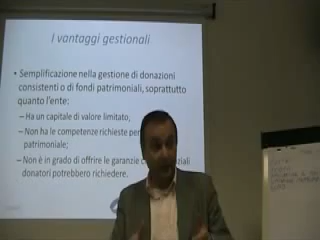 I vantaggi gestionali
• Semplificazione nella gestione di donazioni
consistenti o di fondi patrimoniali, soprattutto
quanto l'ente:
– Ha un capitale di valore limitato,
– Non ha le competenze richieste per
patrimoniale;
– Non è in grado di offrire le garanzie ziali
donatori potrebbero richiedere.